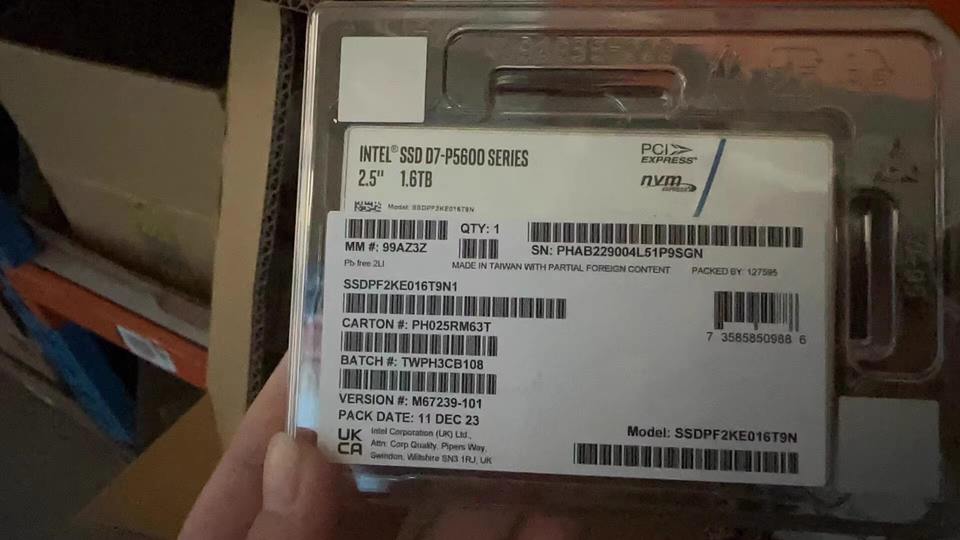 INTEL® SSD D7-P5600 SERIES
2.5" 1.6TB
PCI EXPRESS®
nvm EXPRESS
Model: SSDPF2KE016T9N
MM #: 99AZ3Z
QTY: 1
SN: PHAB229004L51P9SGN
Pb-free 2LI
MADE IN TAIWAN WITH PARTIAL FOREIGN CONTENT
PACKED BY: 127595
SSDPF2KE016T9N1
CARTON #: PH025RM63T
7 3585850988 6
BATCH #: TWPH3CB108
VERSION #: M67239-101
PACK DATE: 11 DEC 23
UK CA
Intel Corporation (UK) Ltd.,
Attn: Corp Quality, Pipers Way,
Swindon, Wiltshire SN3 1RJ, UK
Model: SSDPF2KE016T9N